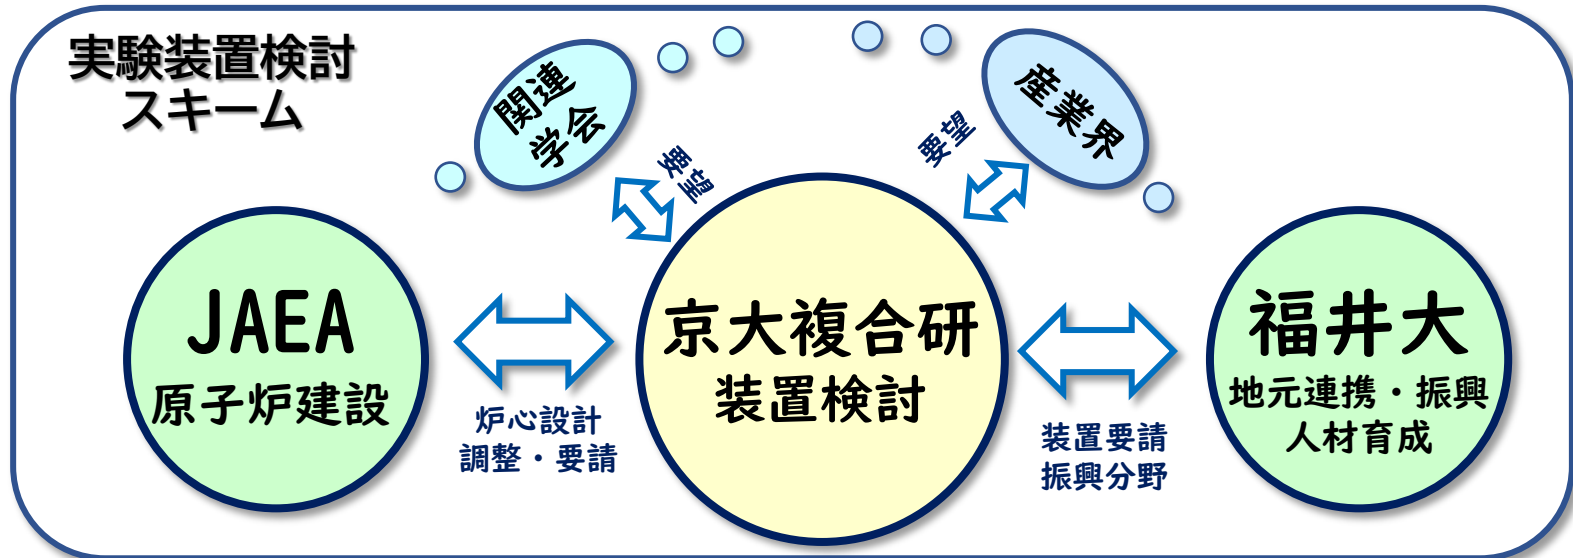 実験装置検討
スキーム
関連
学会
産業界
要望
要望
JAEA
原子炉建設
炉心設計
調整・要請
京大複合研
装置検討
装置要請
振興分野
福井大
地元連携・振興
人材育成